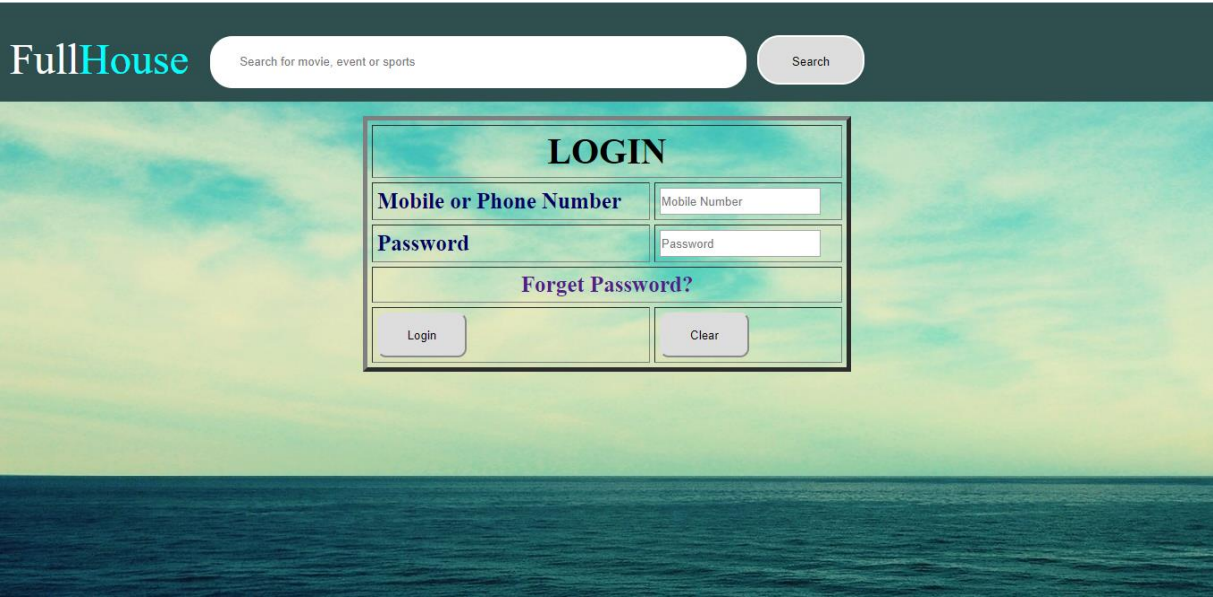 FullHouse Search for movie, event or sports Search
LOGIN
Mobile or Phone Number Mobile Number
Password Password
Forget Password?
Login Clear